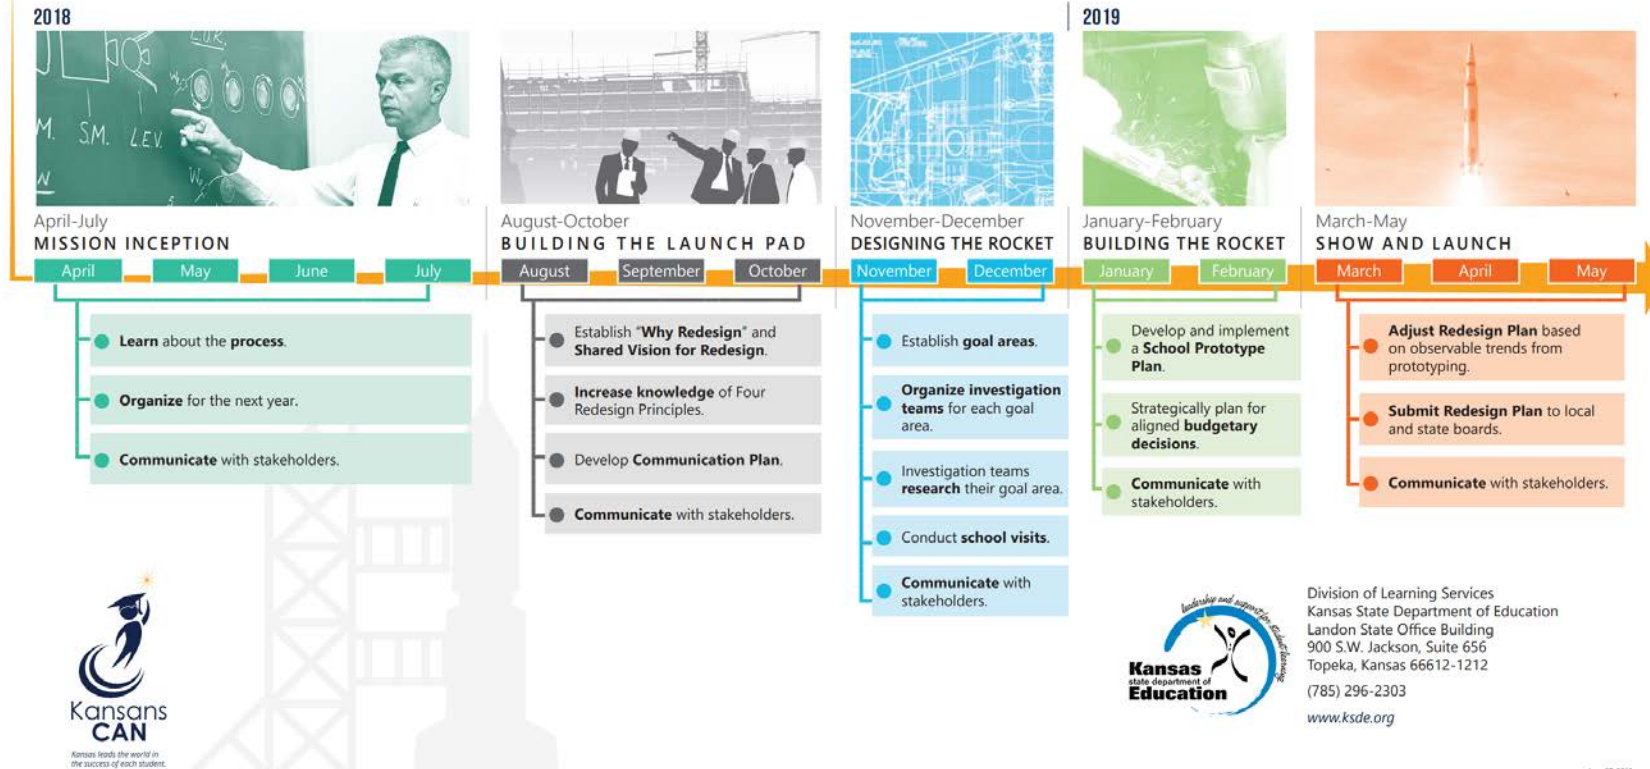 2018
2019
L.O.R.
M. S.M. L.E.V.
N
April-July
MISSION INCEPTION
August-October
BUILDING THE LAUNCH PAD
November-December
DESIGNING THE ROCKET
January-February
BUILDING THE ROCKET
March-May
SHOW AND LAUNCH
April May June July
August September October
November December
January February
March April May
Learn about the process.
Organize for the next year.
Communicate with stakeholders.
Establish "Why Redesign" and
Shared Vision for Redesign.
Increase knowledge of Four
Redesign Principles.
Develop Communication Plan.
Communicate with stakeholders.
Establish goal areas.
Organize investigation
teams for each goal
area.
Investigation teams
research their goal area.
Conduct school visits.
Communicate with
stakeholders.
Develop and implement
a School Prototype
Plan.
Strategically plan for
aligned budgetary
decisions.
Communicate with
stakeholders.
Adjust Redesign Plan based
on observable trends from
prototyping.
Submit Redesign Plan to local
and state boards.
Communicate with stakeholders.
Kansans
CAN
Kansas leads the world in
the success of each student.
leadership and support for student learning
Kansas
state department of
Education
Division of Learning Services
Kansas State Department of Education
Landon State Office Building
900 S.W. Jackson, Suite 656
Topeka, Kansas 66612-1212
(785) 296-2303
www.ksde.org